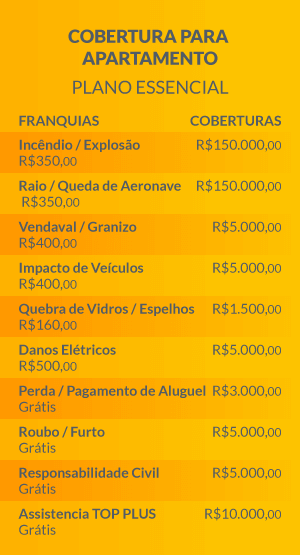 COBERTURA PARA
APARTAMENTO
PLANO ESSENCIAL
FRANQUIAS COBERTURAS
Incêndio / Explosão R$150.000,00
R$350,00
Raio / Queda de Aeronave R$150.000,00
R$350,00
Vendaval / Granizo R$5.000,00
R$400,00
Impacto de Veículos R$5.000,00
R$400,00
Quebra de Vidros / Espelhos R$1.500,00
R$160,00
Danos Elétricos R$5.000,00
R$500,00
Perda / Pagamento de Aluguel R$3.000,00
Grátis
Roubo / Furto R$5.000,00
Grátis
Responsabilidade Civil R$5.000,00
Grátis
Assistencia TOP PLUS R$10.000,00
Grátis